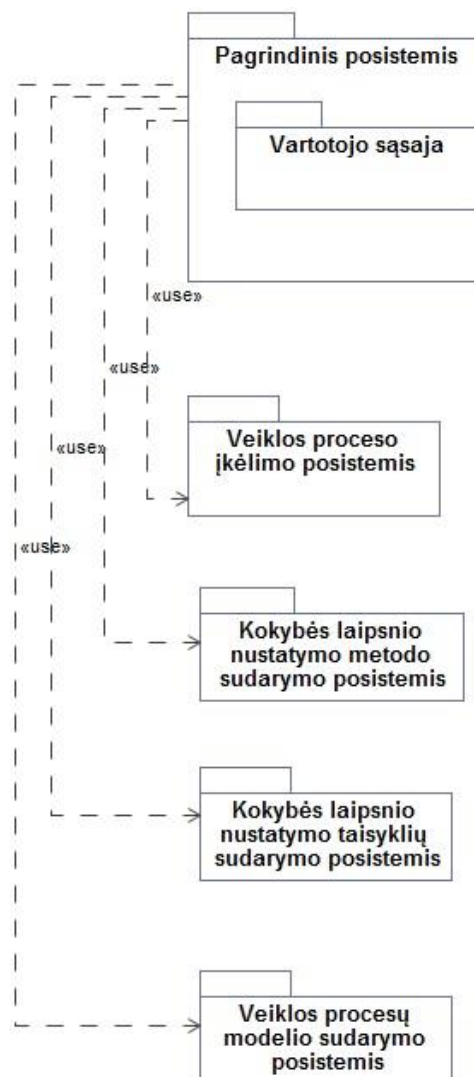 Pagrindinis posistemis
Vartotojo sąsaja
«use»
«use»
«use»
«use»
Veiklos proceso
įkėlimo posistemis
Kokybės laipsnio
nustatymo metodo
sudarymo posistemis
Kokybės laipsnio
nustatymo taisyklių
sudarymo posistemis
Veiklos procesų
modelio sudarymo
posistemis